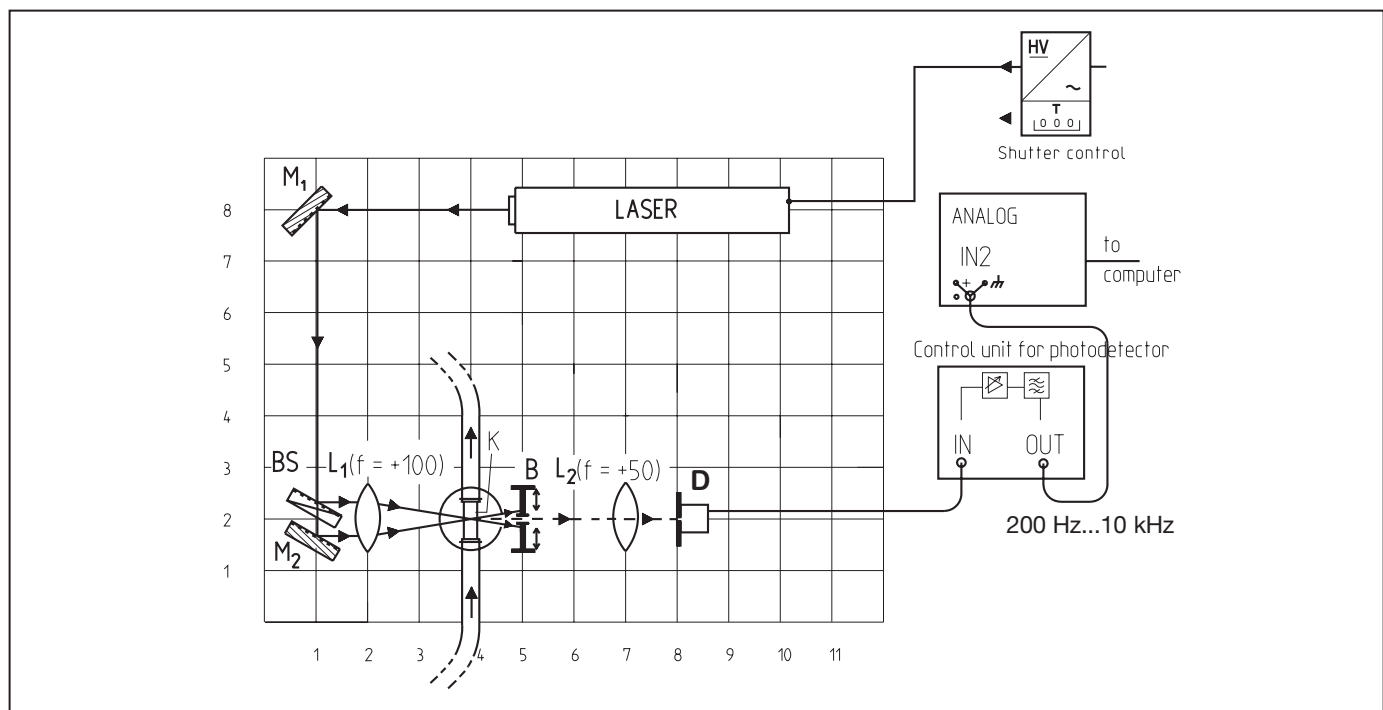 HV
~
T
000
Shutter control
M₁
8
LASER
ANALOG
IN2
+
to
computer
7
6
5
Control unit for photodetector
4
K
IN OUT
3
BS L₁(f = +100) B L₂(f = +50) D
2
200 Hz...10 kHz
M₂
1
1 2 3 4 5 6 7 8 9 10 11